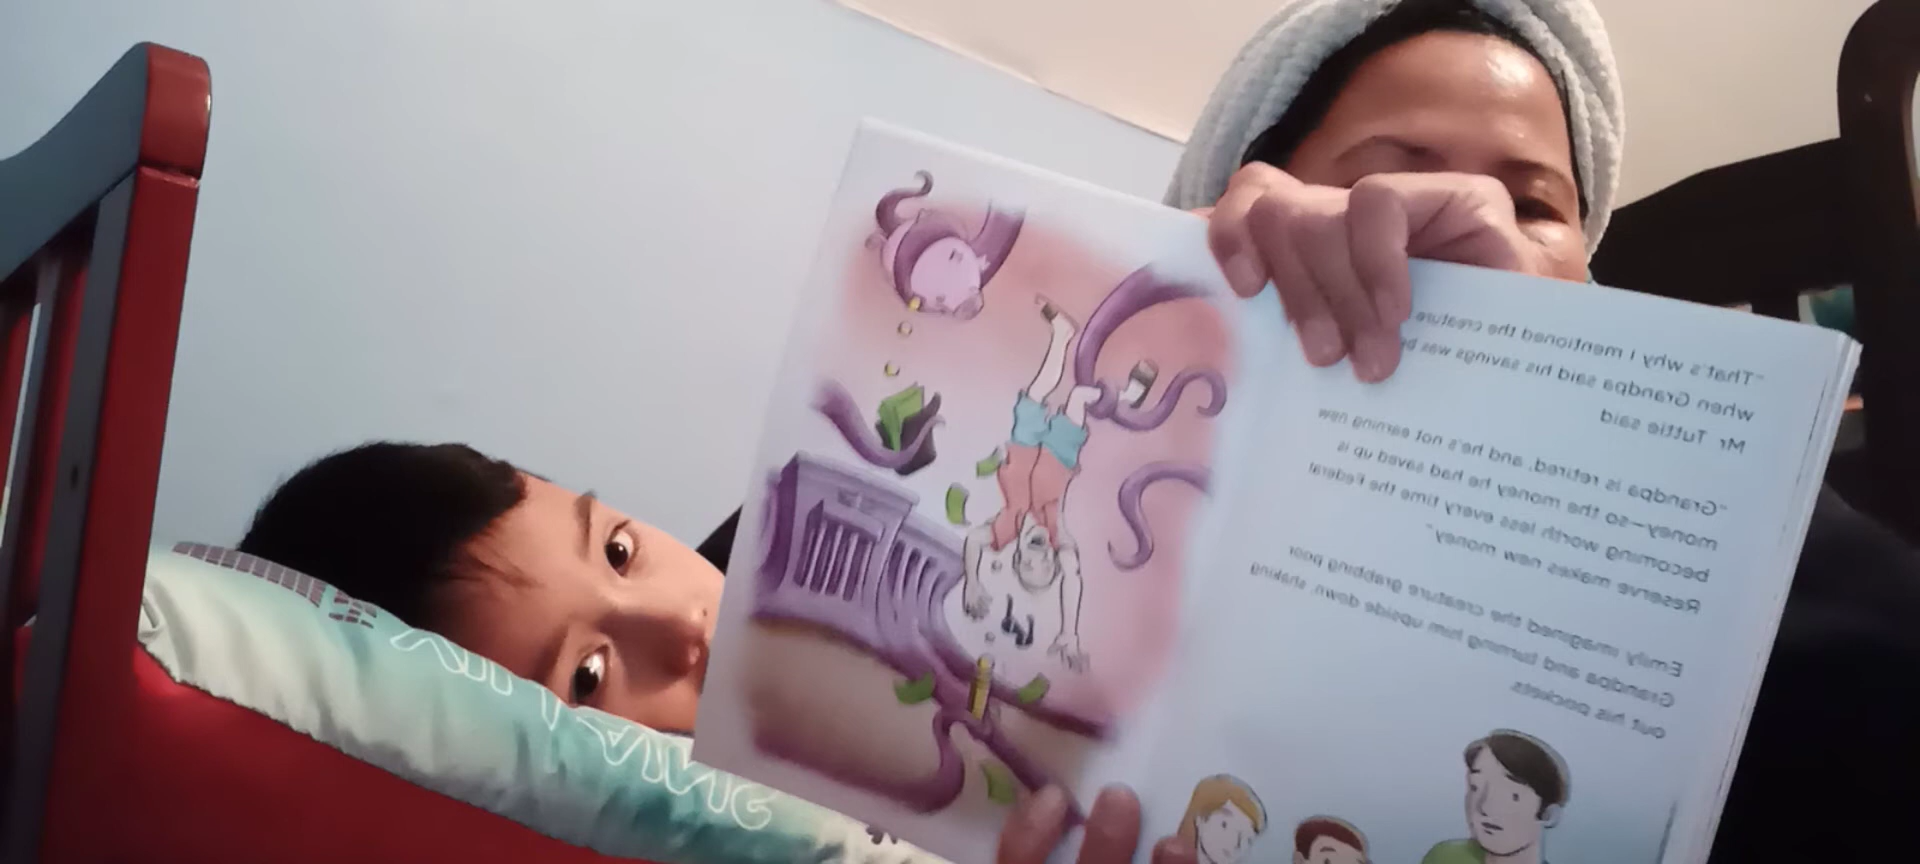 "That's why I mentioned the creature
when Grandpa said his savings was
Mr Tuttle said
"Grandpa is retired, and he's not earning new
money—so the money he had saved up is
becoming worth less every time the Federal
Reserve makes new money"
Emily imagined the creature grabbing poor
Grandpa and turning him upside down, shaking
out his pockets